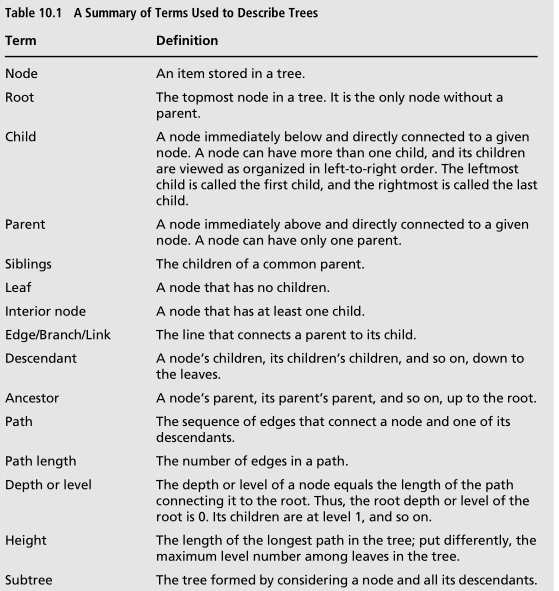 Table 10.1 A Summary of Terms Used to Describe Trees
Term Definition
Node An item stored in a tree.
Root The topmost node in a tree. It is the only node without a
parent.
Child A node immediately below and directly connected to a given
node. A node can have more than one child, and its children
are viewed as organized in left-to-right order. The leftmost
child is called the first child, and the rightmost is called the last
child.
Parent A node immediately above and directly connected to a given
node. A node can have only one parent.
Siblings The children of a common parent.
Leaf A node that has no children.
Interior node A node that has at least one child.
Edge/Branch/Link The line that connects a parent to its child.
Descendant A node's children, its children's children, and so on, down to
the leaves.
Ancestor A node's parent, its parent's parent, and so on, up to the root.
Path The sequence of edges that connect a node and one of its
descendants.
Path length The number of edges in a path.
Depth or level The depth or level of a node equals the length of the path
connecting it to the root. Thus, the root depth or level of the
root is 0. Its children are at level 1, and so on.
Height The length of the longest path in the tree; put differently, the
maximum level number among leaves in the tree.
Subtree The tree formed by considering a node and all its descendants.